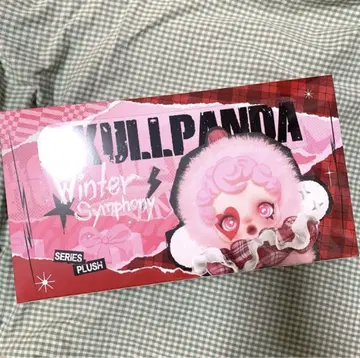 SKULLPANDA
Winter
Symphony
SERIES
PLUSH